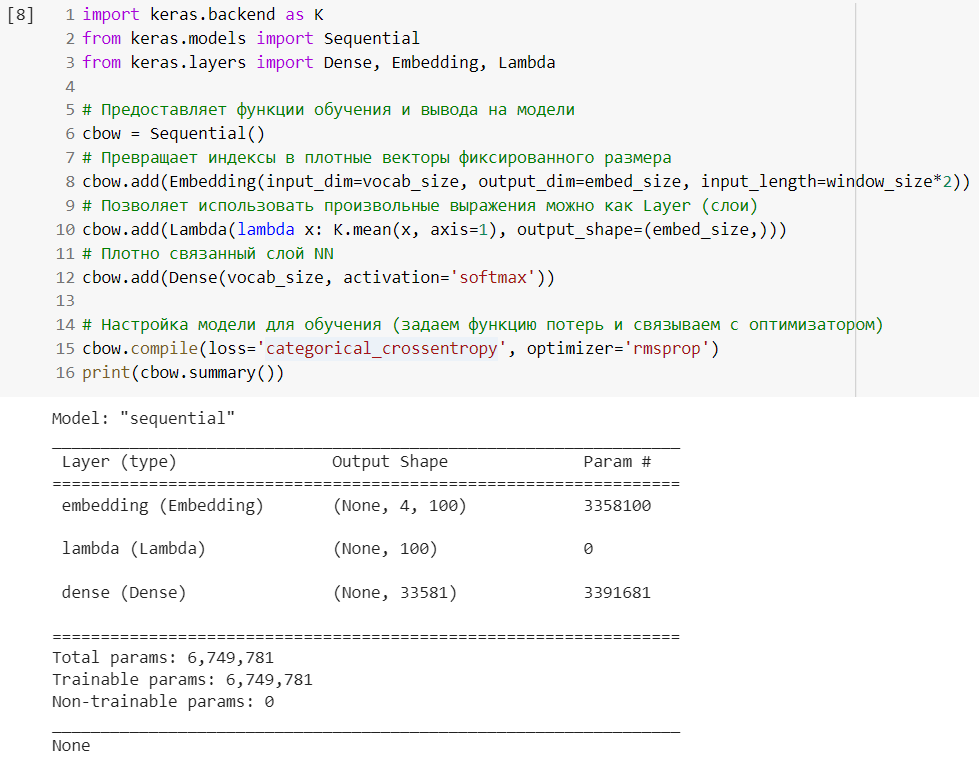 [8]
1 import keras.backend as K
2 from keras.models import Sequential
3 from keras.layers import Dense, Embedding, Lambda
4
5 # Предоставляет функции обучения и вывода на модели
6 cbow = Sequential()
7 # Превращает индексы в плотные векторы фиксированного размера
8 cbow.add(Embedding(input_dim=vocab_size, output_dim=embed_size, input_length=window_size*2))
9 # Позволяет использовать произвольные выражения можно как Layer (слои)
10 cbow.add(Lambda(lambda x: K.mean(x, axis=1), output_shape=(embed_size,)))
11 # Плотно связанный слой NN
12 cbow.add(Dense(vocab_size, activation='softmax'))
13
14 # Настройка модели для обучения (задаем функцию потерь и связываем с оптимизатором)
15 cbow.compile(loss='categorical_crossentropy', optimizer='rmsprop')
16 print(cbow.summary())
Model: "sequential"
_________________________________________________________________
Layer (type) Output Shape Param #
=================================================================
embedding (Embedding) (None, 4, 100) 3358100
lambda (Lambda) (None, 100) 0
dense (Dense) (None, 33581) 3391681
=================================================================
Total params: 6,749,781
Trainable params: 6,749,781
Non-trainable params: 0
_________________________________________________________________
None